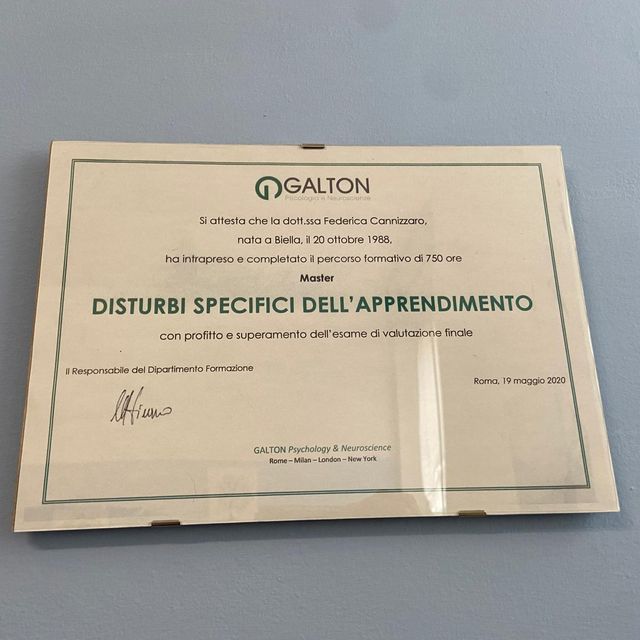 GALTON
Psicologia e Neuroscienze
Si attesta che la dott.ssa Federica Cannizzaro,
nata a Biella, il 20 ottobre 1988,
ha intrapreso e completato il percorso formativo di 750 ore
Master
DISTURBI SPECIFICI DELL'APPRENDIMENTO
con profitto e superamento dell'esame di valutazione finale
Il Responsabile del Dipartimento Formazione
Roma, 19 maggio 2020
GALTON Psychology & Neuroscience
Rome – Milan – London – New York